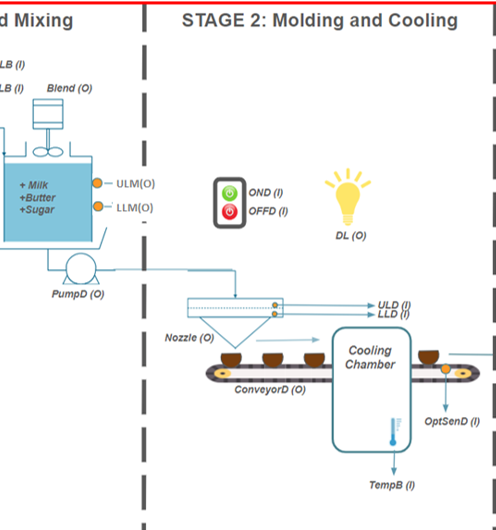 d Mixing
STAGE 2: Molding and Cooling
LB (I)
LB (I)
Blend (O)
+ Milk
+Butter
+Sugar
ULM(O)
LLM(O)
OND (I)
OFFD (I)
DL (O)
PumpD (O)
ULD (I)
LLD (I)
Nozzle (O)
Cooling
Chamber
ConveyorD (O)
OptSenD (I)
TempB (I)